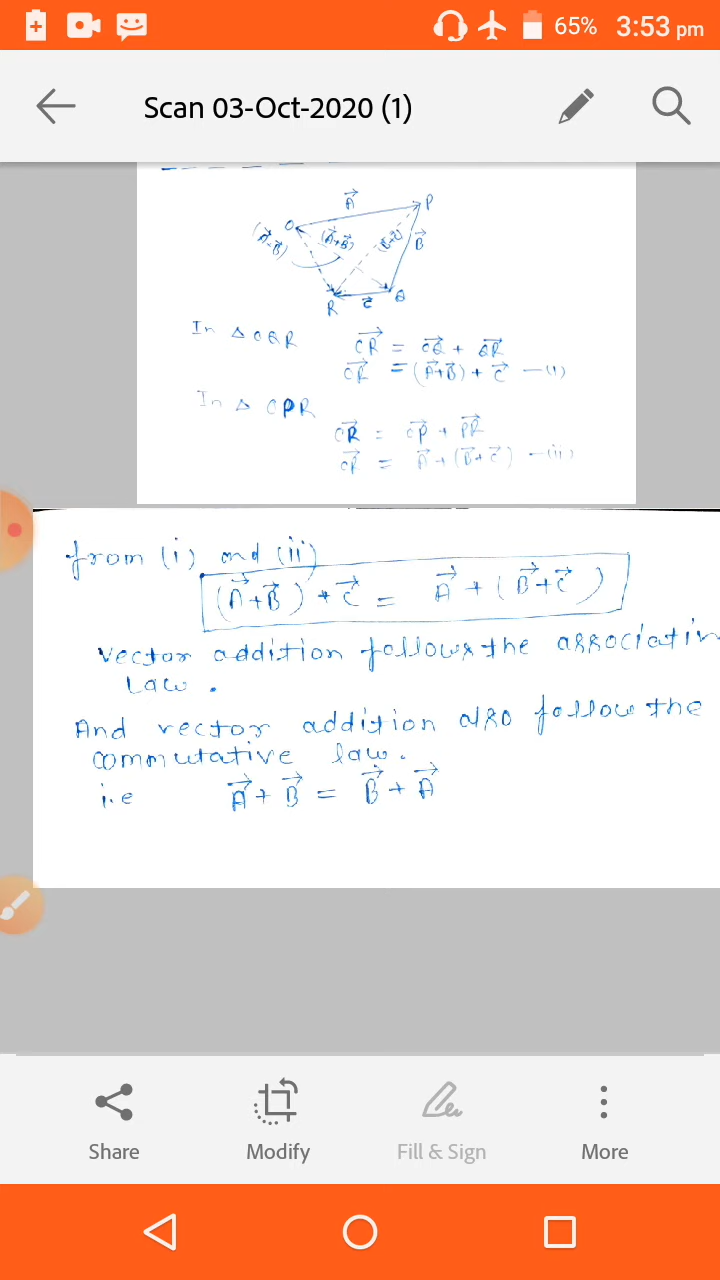 65% 3:53 pm
Scan 03-Oct-2020 (1)
A⃗
O
P
(A⃗+B⃗)
B⃗
R
C⃗
Q
In △ OQR
OR⃗ = OQ⃗ + QR⃗
OR⃗ = (A⃗+B⃗) + C⃗ —(i)
In △ OPR
OR⃗ = OP⃗ + PR⃗
OR⃗ = A⃗ + (B⃗+C⃗) —(ii)
from (i) and (ii)
(A⃗+B⃗) + C⃗ = A⃗ + (B⃗+C⃗)
vector addition follows the associativ
Law .
And vector addition also follow the
commutative law.
i.e A⃗ + B⃗ = B⃗ + A⃗
Share
Modify
Fill & Sign
More